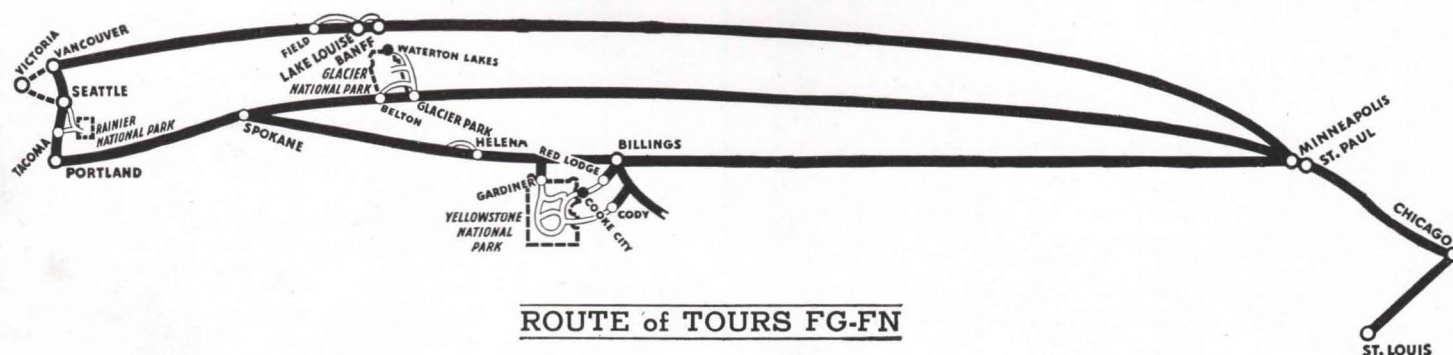 VICTORIA
VANCOUVER
SEATTLE
RAINIER
NATIONAL PARK
TACOMA
PORTLAND
SPOKANE
FIELD
LAKE LOUISE
BANFF
WATERTON LAKES
GLACIER
NATIONAL PARK
BELTON
GLACIER PARK
HELENA
RED LODGE
BILLINGS
GARDINER
COOKE CITY
CODY
YELLOWSTONE
NATIONAL
PARK
MINNEAPOLIS
ST. PAUL
CHICAGO
ST. LOUIS
ROUTE of TOURS FG-FN